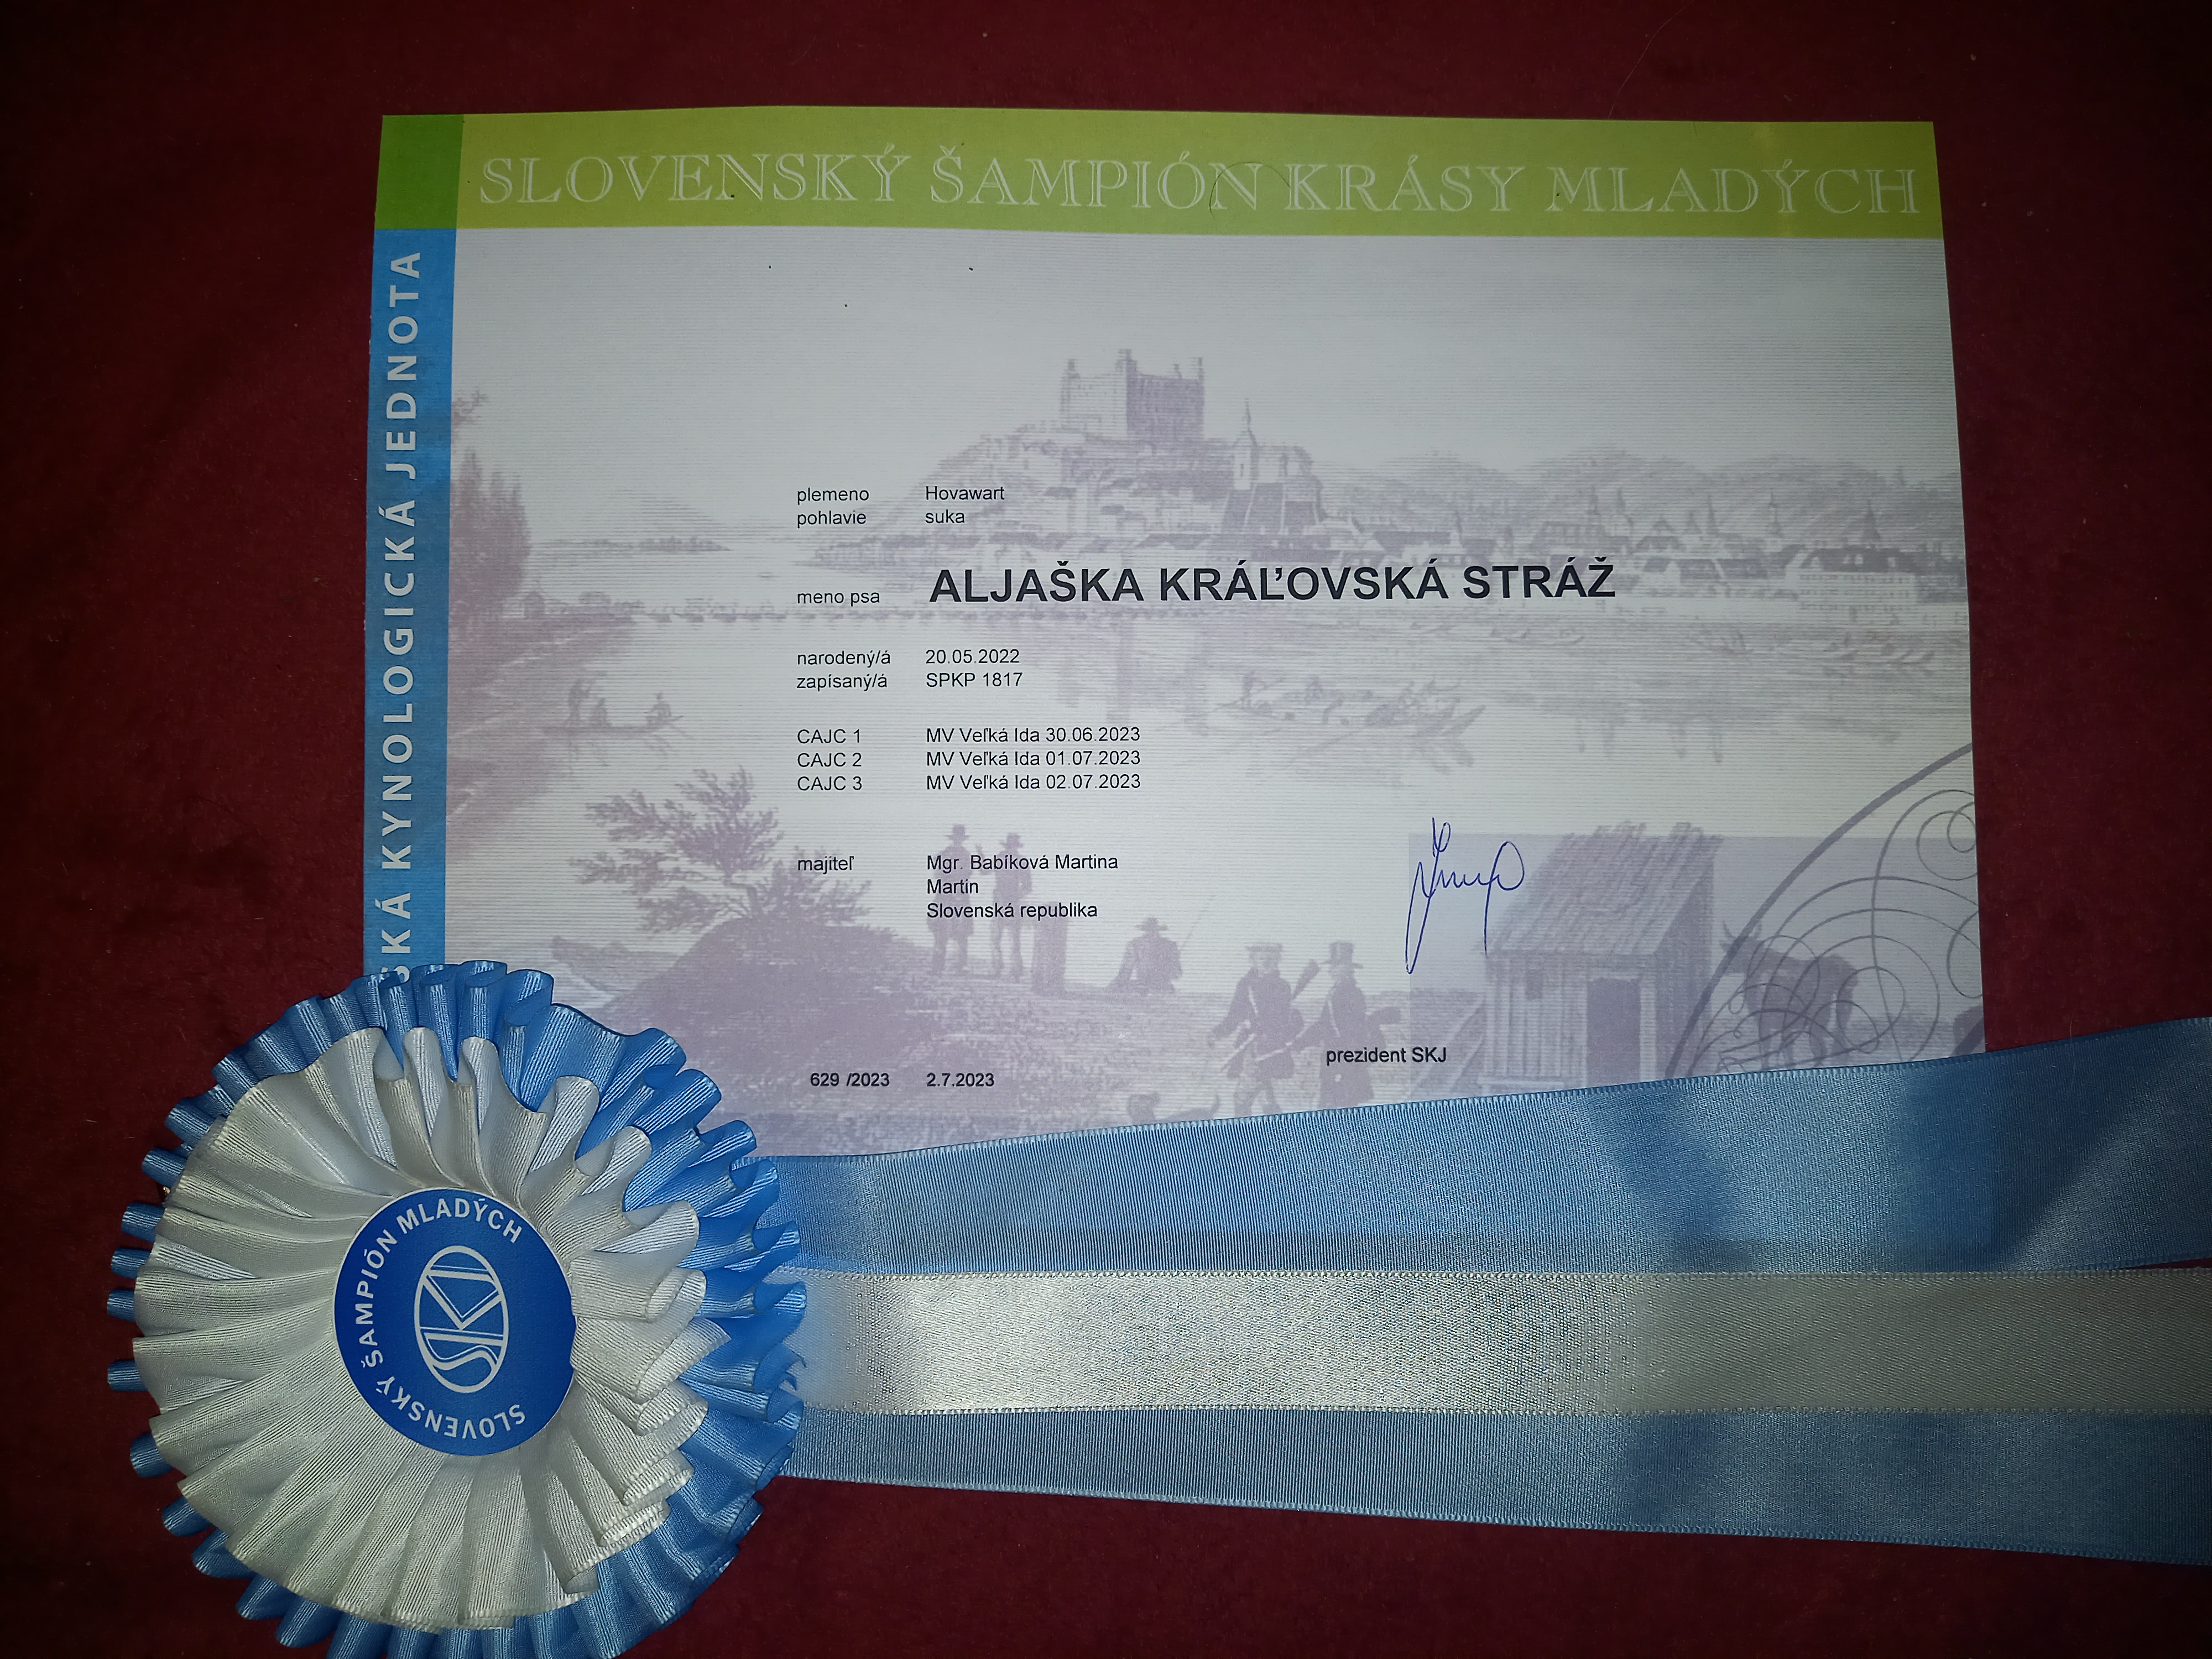 SLOVENSKÝ ŠAMPIÓN KRÁSY MLADÝCH
SKÁ KYNOLOGICKÁ JEDNOTA
plemeno Hovawart
pohlavie suka
meno psa ALJAŠKA KRÁĽOVSKÁ STRÁŽ
narodený/á 20.05.2022
zapísaný/á SPKP 1817
CAJC 1 MV Veľká Ida 30.06.2023
CAJC 2 MV Veľká Ida 01.07.2023
CAJC 3 MV Veľká Ida 02.07.2023
majiteľ Mgr. Babíková Martina
Martin
Slovenská republika
prezident SKJ
629 /2023 2.7.2023
SLOVENSKÝ ŠAMPIÓN MLADÝCH
SKJ